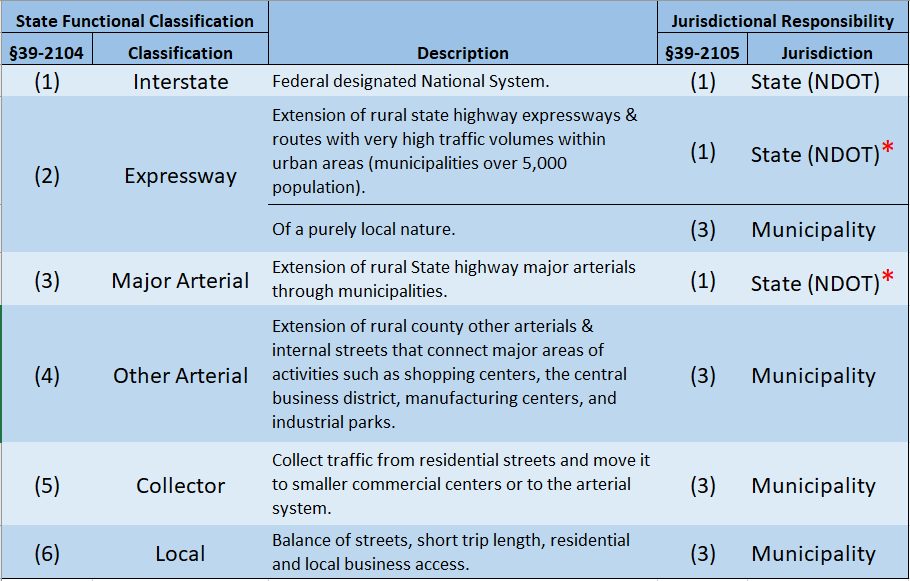 State Functional Classification
Jurisdictional Responsibility
§39-2104
Classification
Description
§39-2105
Jurisdiction
(1)
Interstate
Federal designated National System.
(1)
State (NDOT)
(2)
Expressway
Extension of rural state highway expressways &
routes with very high traffic volumes within
urban areas (municipalities over 5,000
population).
(1)
State (NDOT)*
Of a purely local nature.
(3)
Municipality
(3)
Major Arterial
Extension of rural State highway major arterials
through municipalities.
(1)
State (NDOT)*
(4)
Other Arterial
Extension of rural county other arterials &
internal streets that connect major areas of
activities such as shopping centers, the central
business district, manufacturing centers, and
industrial parks.
(3)
Municipality
(5)
Collector
Collect traffic from residential streets and move it
to smaller commercial centers or to the arterial
system.
(3)
Municipality
(6)
Local
Balance of streets, short trip length, residential
and local business access.
(3)
Municipality